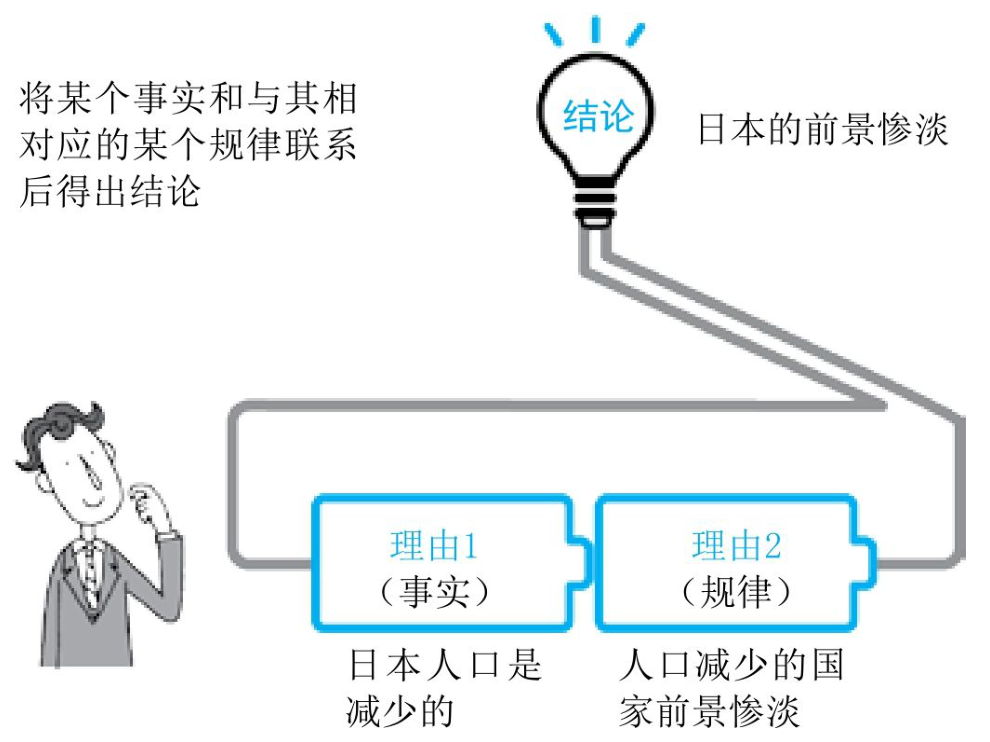 将某个事实和与其相
对应的某个规律联系
后得出结论
结论
日本的前景惨淡
理由1
（事实）
理由2
（规律）
日本人口是
减少的
人口减少的国
家前景惨淡